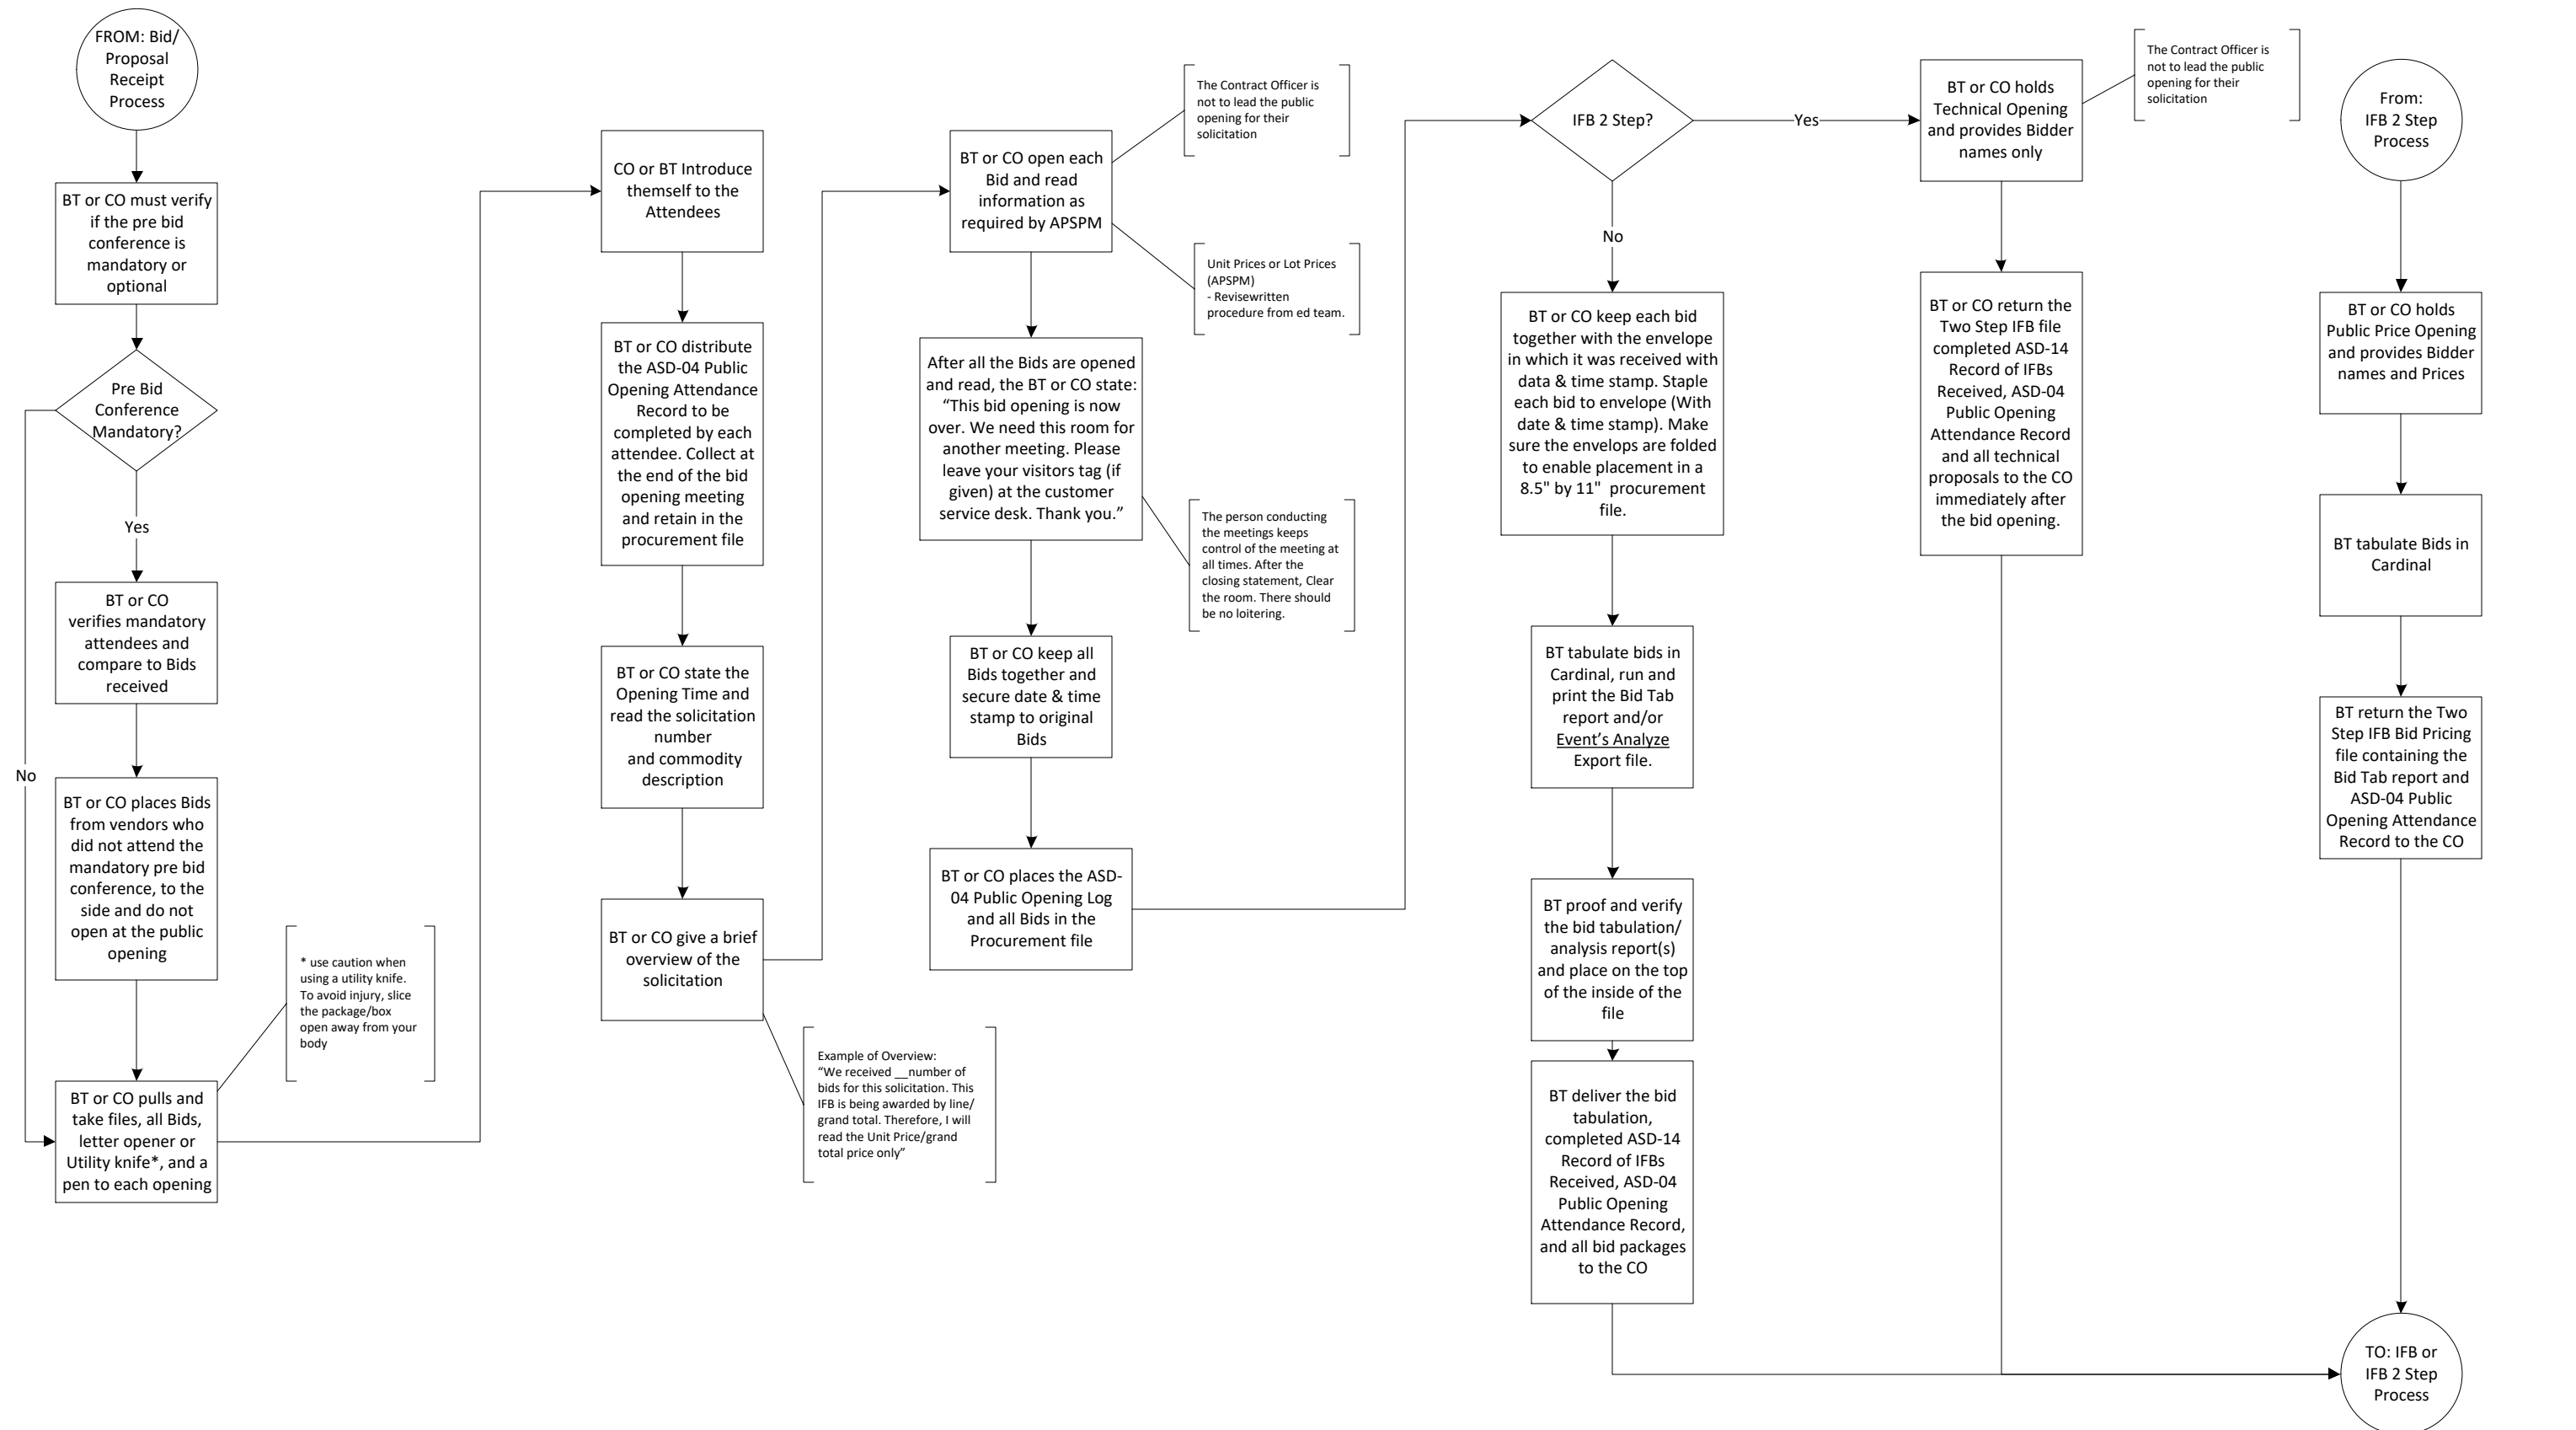 FROM: Bid/
Proposal
Receipt
Process
BT or CO must verify
if the pre bid
conference is
mandatory or
optional
Pre Bid
Conference
Mandatory?
Yes
No
BT or CO
verifies mandatory
attendees and
compare to Bids
received
BT or CO places Bids
from vendors who
did not attend the
mandatory pre bid
conference, to the
side and do not
open at the public
opening
BT or CO pulls and
take files, all Bids,
letter opener or
Utility knife*, and a
pen to each opening
* use caution when
using a utility knife.
To avoid injury, slice
the package/box
open away from your
body
CO or BT Introduce
themself to the
Attendees
BT or CO distribute
the ASD-04 Public
Opening Attendance
Record to be
completed by each
attendee. Collect at
the end of the bid
opening meeting
and retain in the
procurement file
BT or CO state the
Opening Time and
read the solicitation
number
and commodity
description
BT or CO give a brief
overview of the
solicitation
Example of Overview:
“We received __number of
bids for this solicitation. This
IFB is being awarded by line/
grand total. Therefore, I will
read the Unit Price/grand
total price only”
BT or CO open each
Bid and read
information as
required by APSPM
The Contract Officer is
not to lead the public
opening for their
solicitation
Unit Prices or Lot Prices
(APSPM)
- Revisewritten
procedure from ed team.
After all the Bids are opened
and read, the BT or CO state:
“This bid opening is now
over. We need this room for
another meeting. Please
leave your visitors tag (if
given) at the customer
service desk. Thank you.”
The person conducting
the meetings keeps
control of the meeting at
all times. After the
closing statement, Clear
the room. There should
be no loitering.
BT or CO keep all
Bids together and
secure date & time
stamp to original
Bids
BT or CO places the ASD-
04 Public Opening Log
and all Bids in the
Procurement file
IFB 2 Step?
Yes
No
BT or CO keep each bid
together with the envelope
in which it was received with
data & time stamp. Staple
each bid to envelope (With
date & time stamp). Make
sure the envelops are folded
to enable placement in a
8.5" by 11" procurement
file.
BT tabulate bids in
Cardinal, run and
print the Bid Tab
report and/or
Event’s Analyze
Export file.
BT proof and verify
the bid tabulation/
analysis report(s)
and place on the top
of the inside of the
file
BT deliver the bid
tabulation,
completed ASD-14
Record of IFBs
Received, ASD-04
Public Opening
Attendance Record,
and all bid packages
to the CO
BT or CO holds
Technical Opening
and provides Bidder
names only
The Contract Officer is
not to lead the public
opening for their
solicitation
BT or CO return the
Two Step IFB file
completed ASD-14
Record of IFBs
Received, ASD-04
Public Opening
Attendance Record
and all technical
proposals to the CO
immediately after
the bid opening.
From:
IFB 2 Step
Process
BT or CO holds
Public Price Opening
and provides Bidder
names and Prices
BT tabulate Bids in
Cardinal
BT return the Two
Step IFB Bid Pricing
file containing the
Bid Tab report and
ASD-04 Public
Opening Attendance
Record to the CO
TO: IFB or
IFB 2 Step
Process